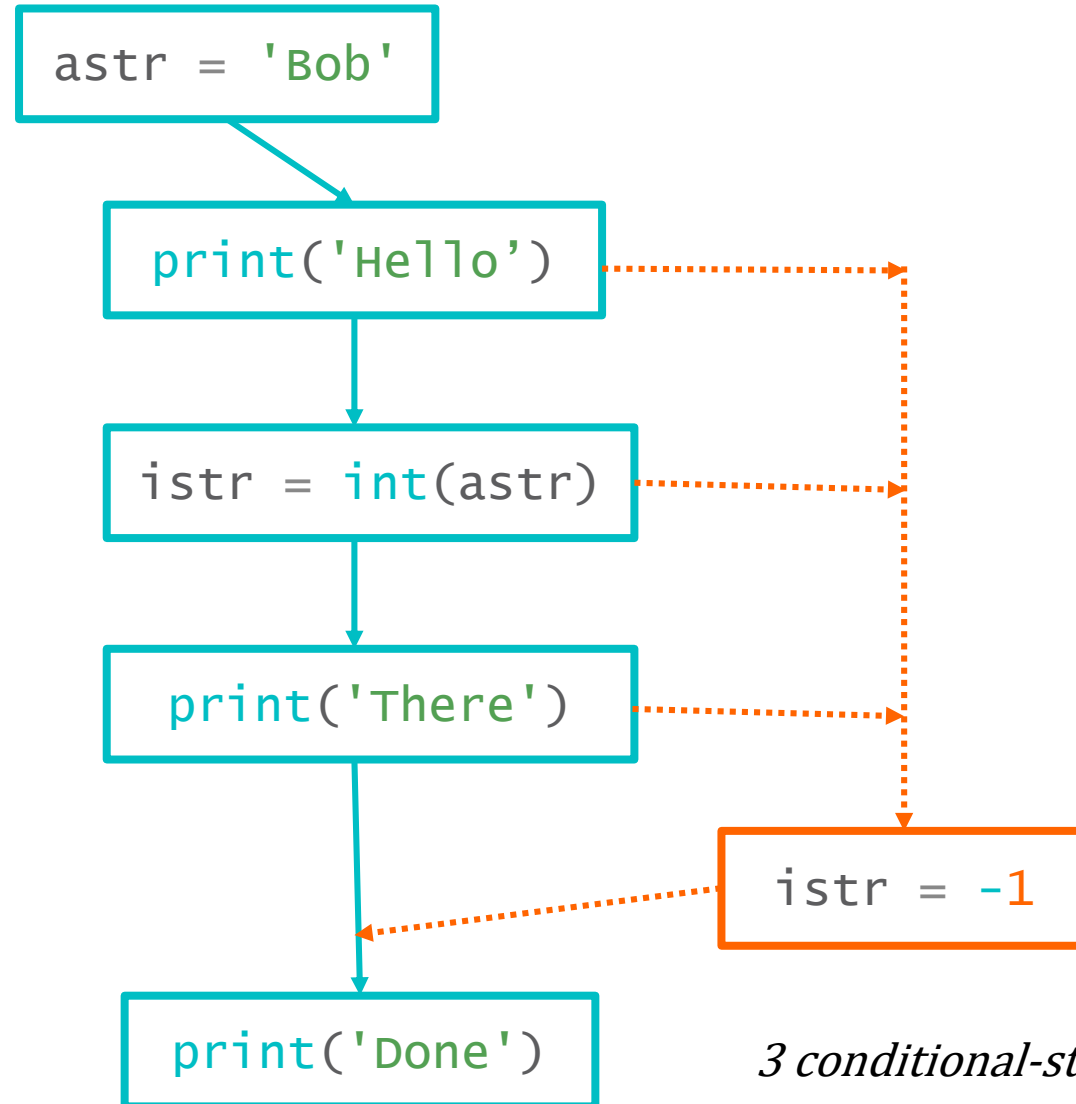 astr = 'Bob'
print('Hello’)
istr = int(astr)
print('There')
istr = -1
print('Done')
3 conditional-st